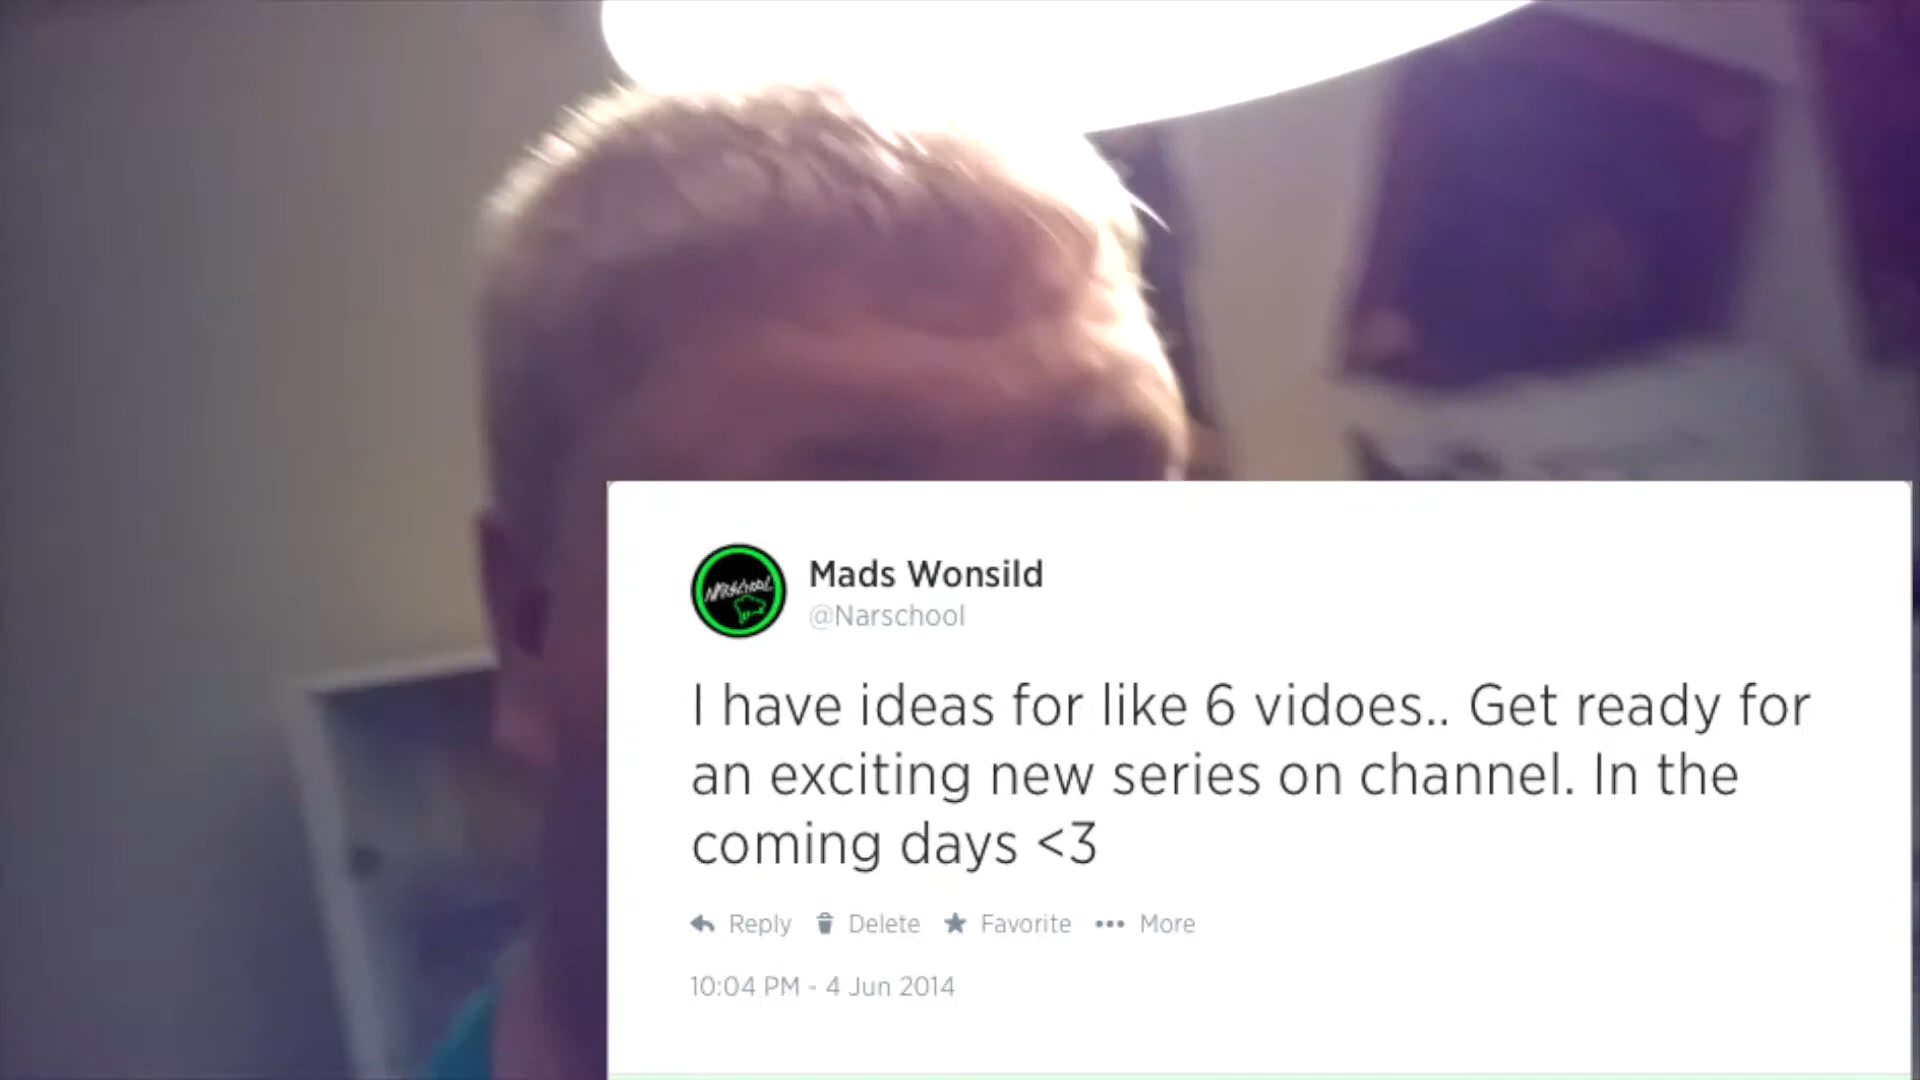 NARSCHOOL
Mads Wonsild
@Narschool
I have ideas for like 6 vidoes.. Get ready for
an exciting new series on channel. In the
coming days <3
Reply Delete Favorite ••• More
10:04 PM - 4 Jun 2014